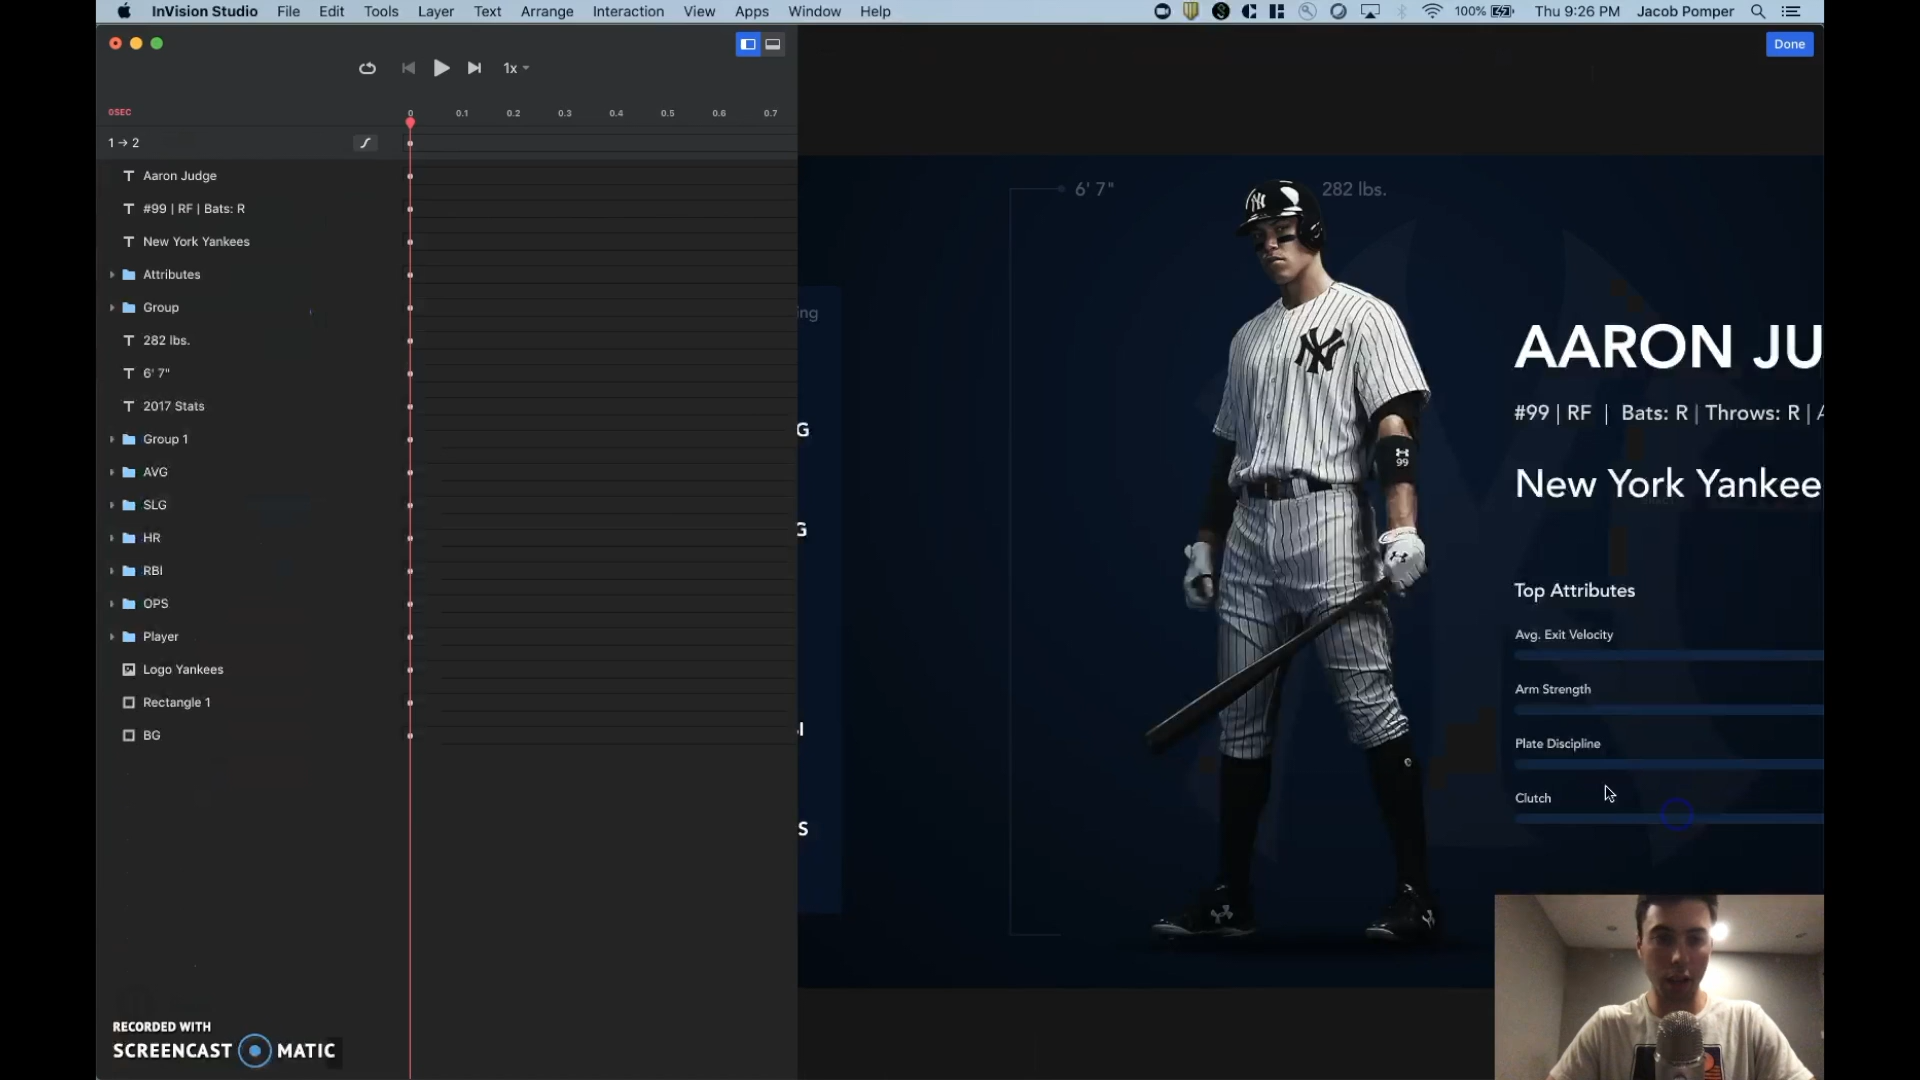 InVision Studio File Edit Tools Layer Text Arrange Interaction View Apps Window Help 100% Thu 9:26 PM Jacob Pomper
Done
1x
0SEC 0 0.1 0.2 0.3 0.4 0.5 0.6 0.7
1 → 2
Aaron Judge
#99 | RF | Bats: R
New York Yankees
Attributes
Group
282 lbs.
6' 7"
2017 Stats
Group 1
AVG
SLG
HR
RBI
OPS
Player
Logo Yankees
Rectangle 1
BG
RECORDED WITH
SCREENCAST MATIC
6' 7"
282 lbs.
ing
G
G
I
S
NY
99
AARON JU
#99 | RF | Bats: R | Throws: R |
New York Yankee
Top Attributes
Avg. Exit Velocity
Arm Strength
Plate Discipline
Clutch